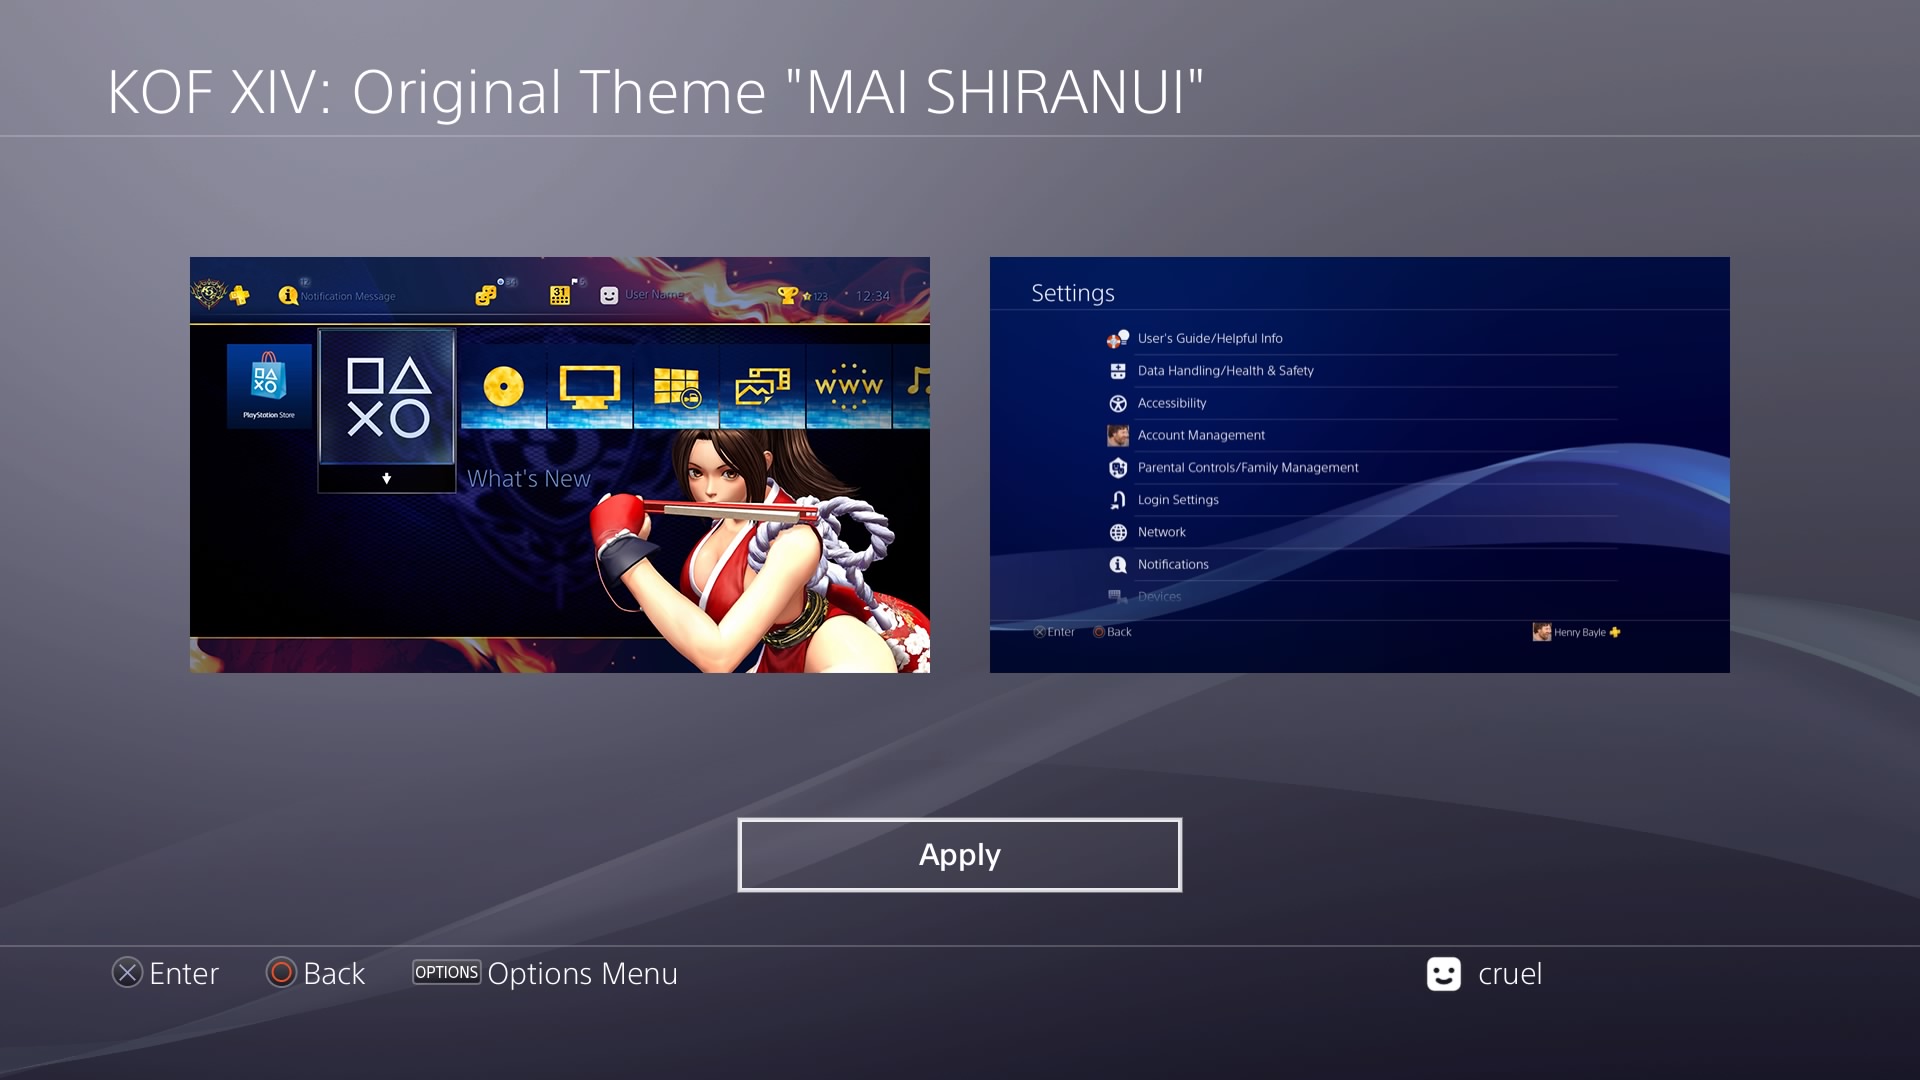 KOF XIV: Original Theme "MAI SHIRANUI"
12
Notification Message
31
User Name
123
12:34
PlayStation Store
WWW
What's New
Settings
User's Guide/Helpful Info
Data Handling/Health & Safety
Accessibility
Account Management
Parental Controls/Family Management
Login Settings
Network
Notifications
Devices
Enter
Back
Henry Bayle
Apply
Enter
Back
OPTIONS Options Menu
cruel